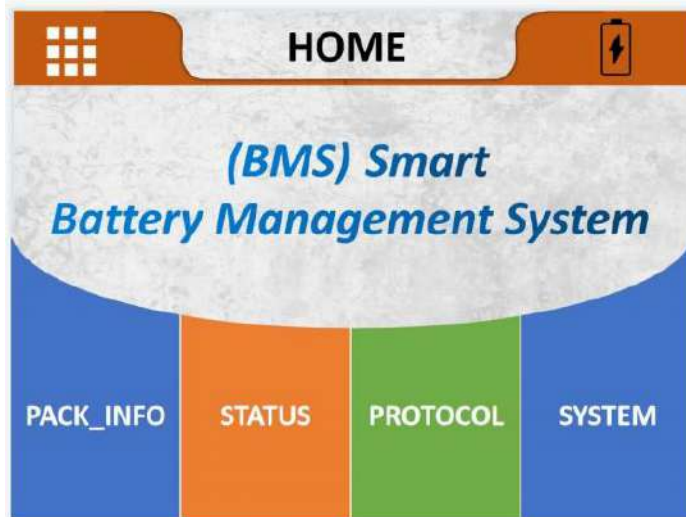 HOME
(BMS) Smart
Battery Management System
PACK_INFO
STATUS
PROTOCOL
SYSTEM